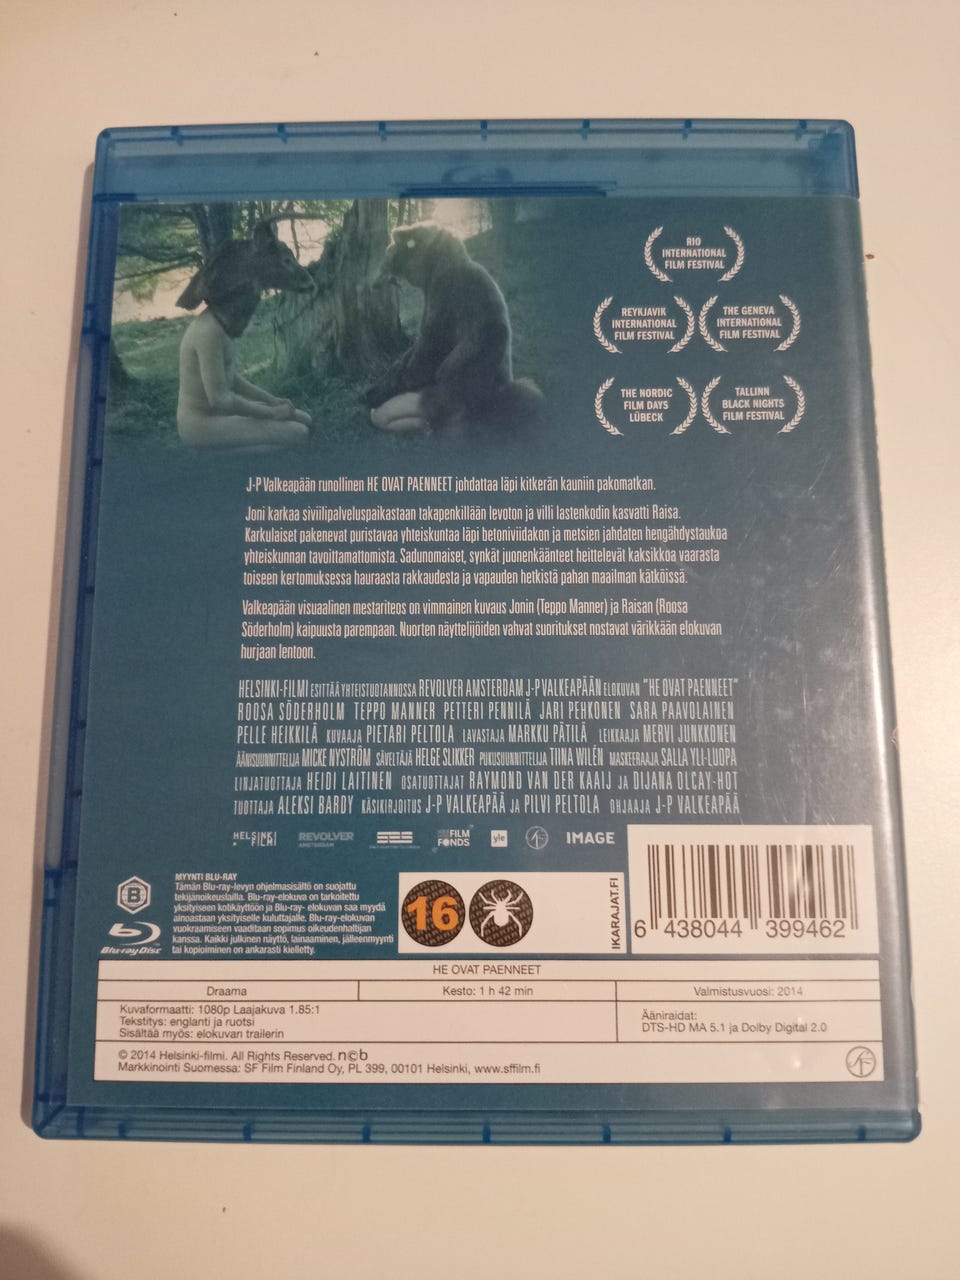 RIO
INTERNATIONAL
FILM FESTIVAL
REYKJAVIK
INTERNATIONAL
FILM FESTIVAL
THE GENEVA
INTERNATIONAL
FILM FESTIVAL
THE NORDIC
FILM DAYS
LÜBECK
TALLINN
BLACK NIGHTS
FILM FESTIVAL
J-P Valkeapään runollinen HE OVAT PAENNEET johdattaa läpi kitkerän kauniin pakomatkan.
Joni karkaa siviilipalveluspaikastaan takapenkillään levoton ja villi lastenkodin kasvatti Raisa.
Karkulaiset pakenevat puristavaa yhteiskuntaa läpi betoniviidakon ja metsien jahdaten hengähdystaukoa
yhteiskunnan tavoittamattomista. Sadunomaiset, synkät juonenkäänteet heittelevät kaksikkoa vaarasta
toiseen kertomuksessa hauraasta rakkaudesta ja vapauden hetkistä pahan maailman kätköissä.
Valkeapään visuaalinen mestariteos on vimmainen kuvaus Jonin (Teppo Manner) ja Raisan (Roosa
Söderholm) kaipuusta parempaan. Nuorten näyttelijöiden vahvat suoritukset nostavat värikkään elokuvan
hurjaan lentoon.
HELSINKI-FILMI ESITTÄÄ YHTEISTUOTANNOSSA REVOLVER AMSTERDAM J-P VALKEAPÄÄN ELOKUVAN "HE OVAT PAENNEET"
ROOSA SÖDERHOLM TEPPO MANNER PETTERI PENNILÄ JARI PEHKONEN SARA PAAVOLAINEN
PELLE HEIKKILÄ KUVAAJA PIETARI PELTOLA LAVASTAJA MARKKU PÄTILÄ LEIKKAAJA MERVI JUNKKONEN
ÄÄNISUUNNITTELIJA MICKE NYSTRÖM SÄVELTÄJÄ HELGE SLIKKER PUKUSUUNNITTELIJA TIINA WILÉN MASKEERAAJA SALLA YLI-LUOPA
LINJATUOTTAJA HEIDI LAITINEN OSATUOTTAJAT RAYMOND VAN DER KAAIJ JA DIJANA OLCAY-HOT
TUOTTAJA ALEKSI BARDY KÄSIKIRJOITUS J-P VALKEAPÄÄ JA PILVI PELTOLA OHJAAJA J-P VALKEAPÄÄ
HELSINKI
FILMI
REVOLVER
AMSTERDAM
FILM
FONDS
yle
SF
IMAGE
B
Blu-ray Disc
MYYNTI BLU-RAY
Tämän Blu-ray-levyn ohjelmasisältö on suojattu
tekijänoikeuslailla. Blu-ray-elokuva on tarkoitettu
yksityiseen kotikäyttöön ja Blu-ray- elokuvan saa myydä
ainoastaan yksityiselle kuluttajalle. Blu-ray-elokuvan
vuokraamiseen vaaditaan sopimus oikeudenhaltijan
kanssa. Kaikki julkinen näyttö, lainaaminen, jälleenmyynti
tai kopioiminen on ankarasti kielletty.
16
IKARAJAT.FI
6 438044 399462
HE OVAT PAENNEET
Draama
Kesto: 1 h 42 min
Valmistusvuosi: 2014
Kuvaformaatti: 1080p Laajakuva 1.85:1
Tekstitys: englanti ja ruotsi
Sisältää myös: elokuvan trailerin
Ääniraidat:
DTS-HD MA 5.1 ja Dolby Digital 2.0
© 2014 Helsinki-filmi. All Rights Reserved. ncb
Markkinointi Suomessa: SF Film Finland Oy, PL 399, 00101 Helsinki, www.sffilm.fi
SF